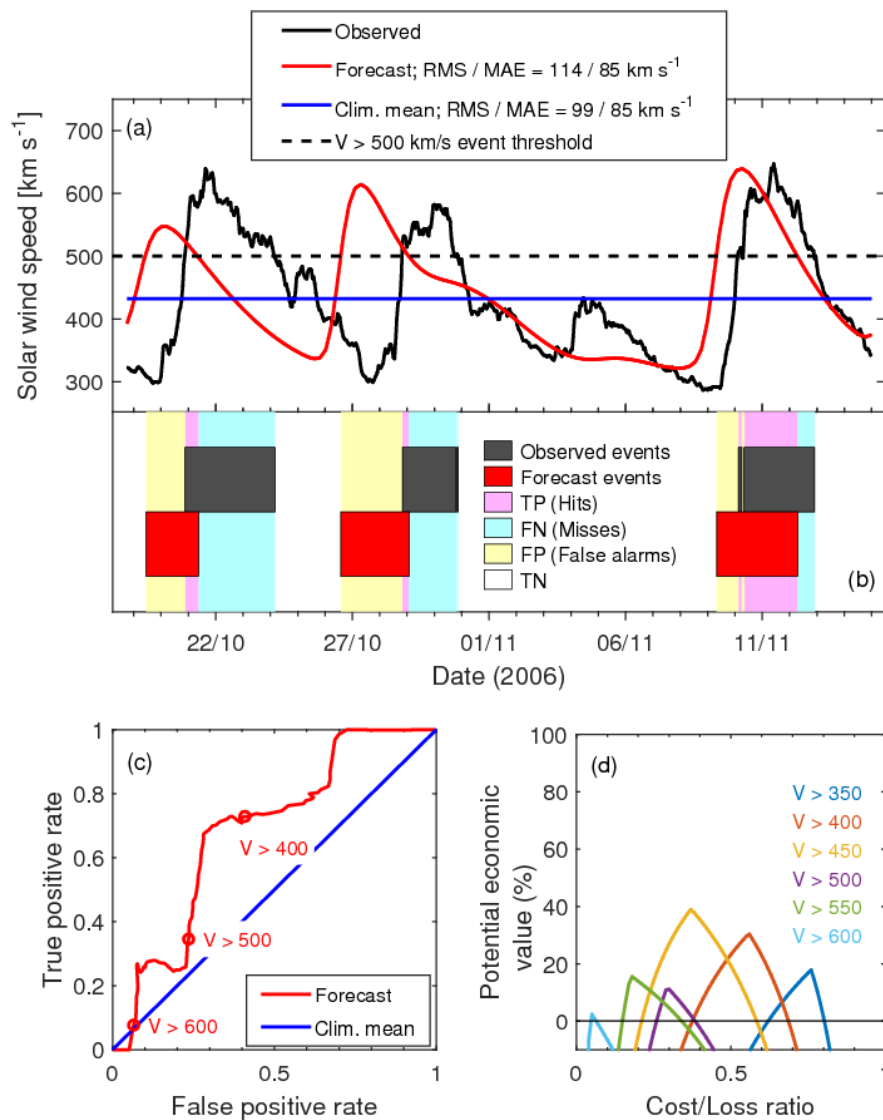 Observed
Forecast; RMS / MAE = 114 / 85 km s⁻¹
Clim. mean; RMS / MAE = 99 / 85 km s⁻¹
V > 500 km/s event threshold
(a)
Solar wind speed [km s⁻¹]
700
600
500
400
300
Observed events
Forecast events
TP (Hits)
FN (Misses)
FP (False alarms)
TN
(b)
22/10 27/10 01/11 06/11 11/11
Date (2006)
(c)
True positive rate
1
0.8
0.6
0.4
0.2
0
V > 400
V > 500
V > 600
Forecast
Clim. mean
0 0.5 1
False positive rate
(d)
Potential economic
value (%)
100
80
60
40
20
0
V > 350
V > 400
V > 450
V > 500
V > 550
V > 600
0 0.5
Cost/Loss ratio